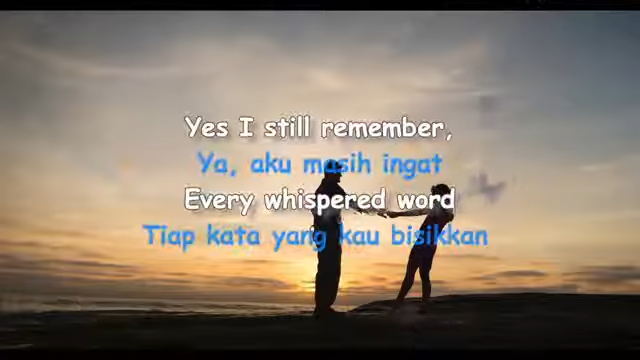 Yes I still remember,
Ya, aku masih ingat
Every whispered word
Tiap kata yang kau bisikkan